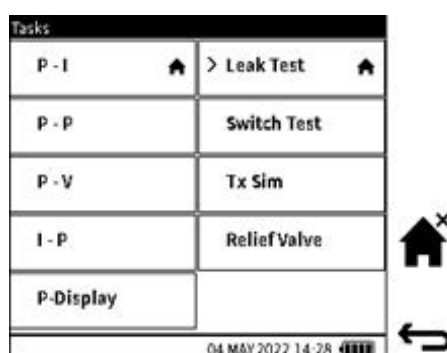 Tasks
P - I
> Leak Test
P - P
Switch Test
P - V
Tx Sim
I - P
Relief Valve
P-Display
04 MAY 2022 14:28